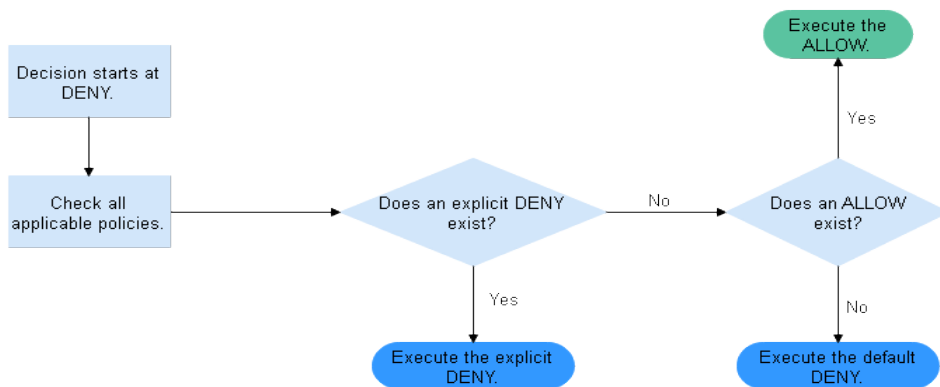 Decision starts at
DENY.
Check all
applicable policies.
Does an explicit DENY
exist?
Yes
Execute the explicit
DENY.
No
Does an ALLOW
exist?
Yes
Execute the
ALLOW.
No
Execute the default
DENY.